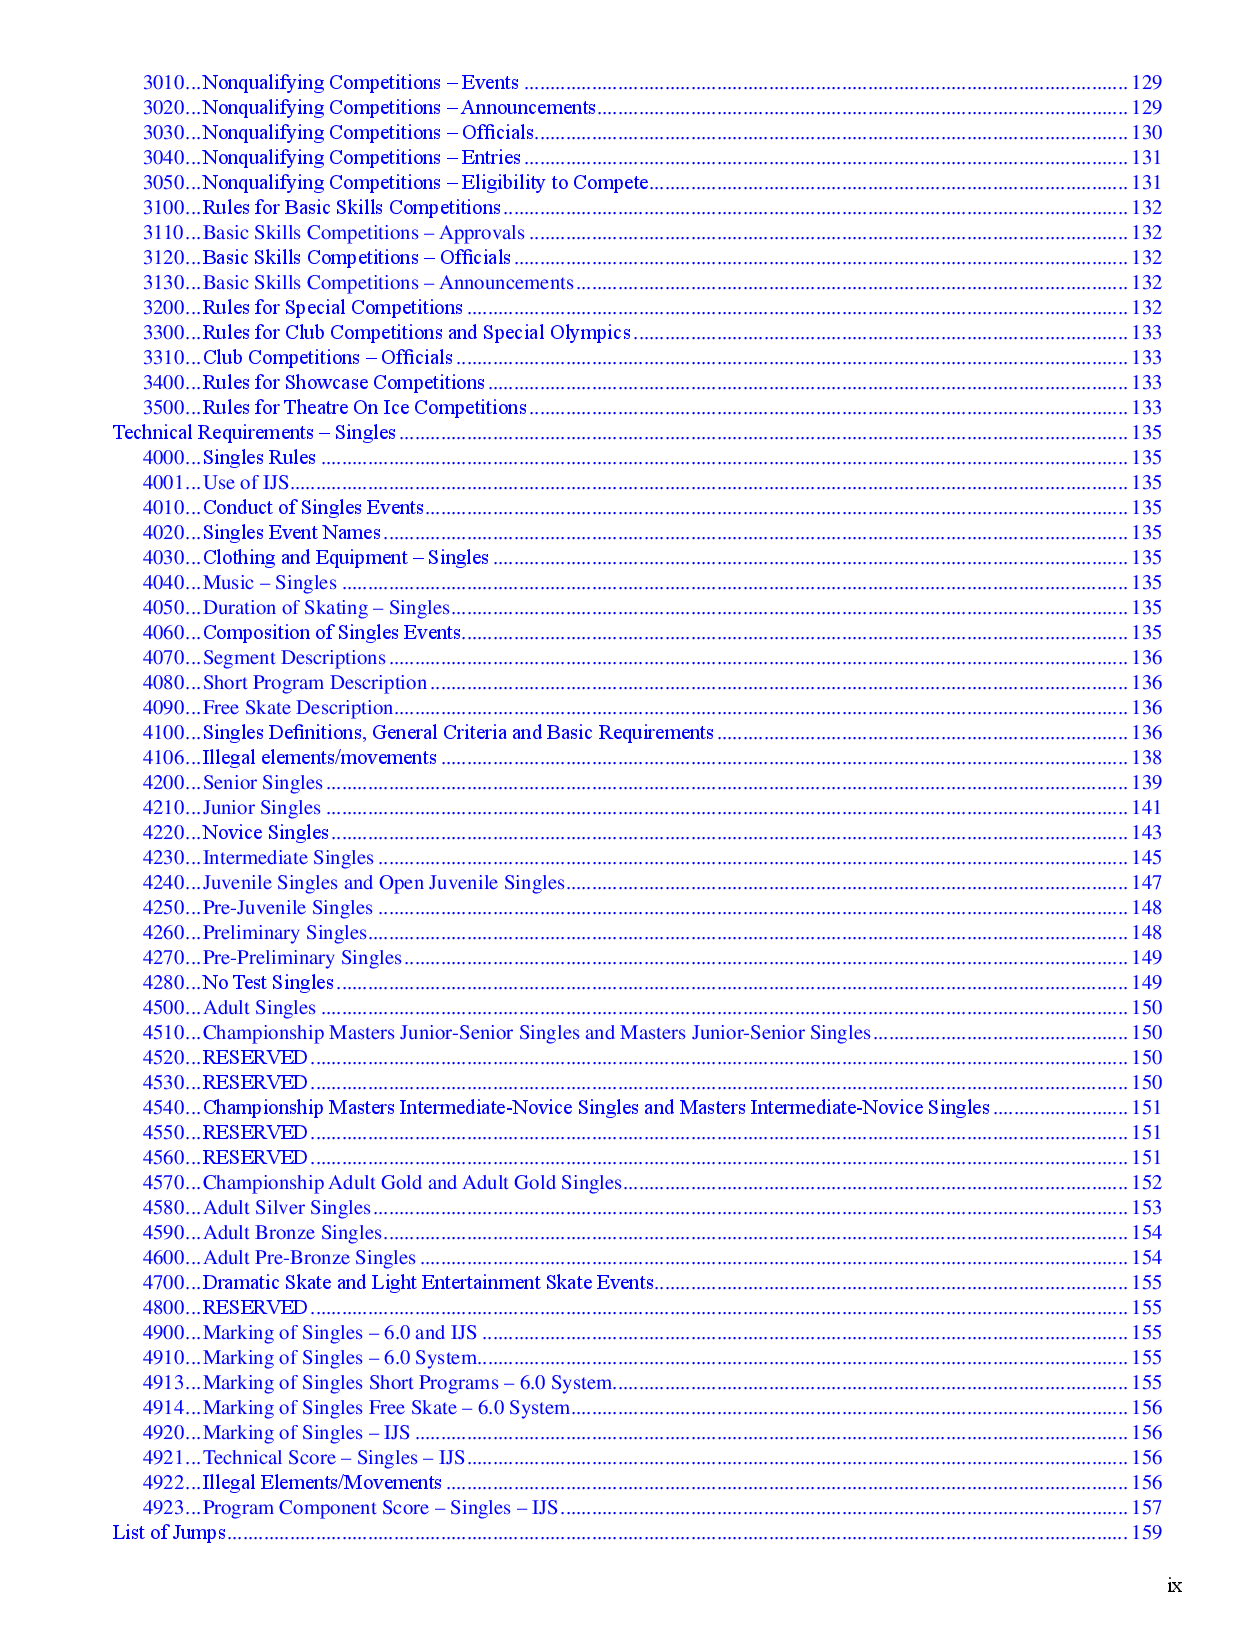 3010...Nonqualifying Competitions – Events ........ 129
3020...Nonqualifying Competitions – Announcements........ 129
3030...Nonqualifying Competitions – Officials........ 130
3040...Nonqualifying Competitions – Entries ........ 131
3050...Nonqualifying Competitions – Eligibility to Compete........ 131
3100...Rules for Basic Skills Competitions ........ 132
3110...Basic Skills Competitions – Approvals ........ 132
3120...Basic Skills Competitions – Officials ........ 132
3130...Basic Skills Competitions – Announcements ........ 132
3200...Rules for Special Competitions ........ 132
3300...Rules for Club Competitions and Special Olympics ........ 133
3310...Club Competitions – Officials ........ 133
3400...Rules for Showcase Competitions ........ 133
3500...Rules for Theatre On Ice Competitions ........ 133
Technical Requirements – Singles ........ 135
4000...Singles Rules ........ 135
4001...Use of IJS........ 135
4010...Conduct of Singles Events........ 135
4020...Singles Event Names ........ 135
4030...Clothing and Equipment – Singles ........ 135
4040...Music – Singles ........ 135
4050...Duration of Skating – Singles........ 135
4060...Composition of Singles Events........ 135
4070...Segment Descriptions ........ 136
4080...Short Program Description ........ 136
4090...Free Skate Description........ 136
4100...Singles Definitions, General Criteria and Basic Requirements ........ 136
4106...Illegal elements/movements ........ 138
4200...Senior Singles ........ 139
4210...Junior Singles ........ 141
4220...Novice Singles ........ 143
4230...Intermediate Singles ........ 145
4240...Juvenile Singles and Open Juvenile Singles........ 147
4250...Pre-Juvenile Singles ........ 148
4260...Preliminary Singles........ 148
4270...Pre-Preliminary Singles ........ 149
4280...No Test Singles ........ 149
4500...Adult Singles ........ 150
4510...Championship Masters Junior-Senior Singles and Masters Junior-Senior Singles ........ 150
4520...RESERVED ........ 150
4530...RESERVED ........ 150
4540...Championship Masters Intermediate-Novice Singles and Masters Intermediate-Novice Singles ........ 151
4550...RESERVED ........ 151
4560...RESERVED ........ 151
4570...Championship Adult Gold and Adult Gold Singles........ 152
4580...Adult Silver Singles ........ 153
4590...Adult Bronze Singles........ 154
4600...Adult Pre-Bronze Singles ........ 154
4700...Dramatic Skate and Light Entertainment Skate Events........ 155
4800...RESERVED ........ 155
4900...Marking of Singles – 6.0 and IJS ........ 155
4910...Marking of Singles – 6.0 System........ 155
4913...Marking of Singles Short Programs – 6.0 System........ 155
4914...Marking of Singles Free Skate – 6.0 System........ 156
4920...Marking of Singles – IJS ........ 156
4921...Technical Score – Singles – IJS ........ 156
4922...Illegal Elements/Movements ........ 156
4923...Program Component Score – Singles – IJS ........ 157
List of Jumps........ 159
ix